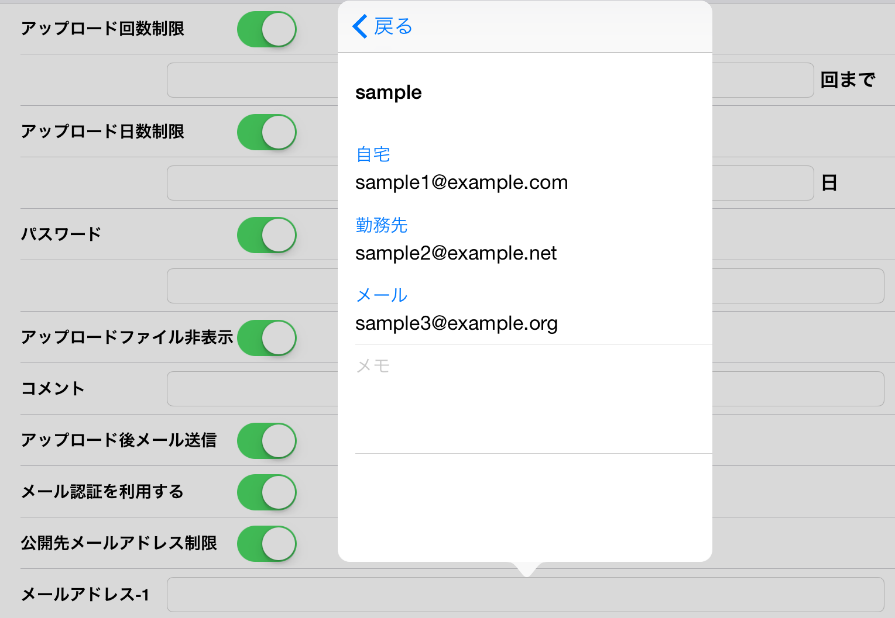 アップロード回数制限
回まで
アップロード日数制限
日
パスワード
アップロードファイル非表示
コメント
アップロード後メール送信
メール認証を利用する
公開先メールアドレス制限
メールアドレス-1
戻る
sample
自宅
sample1@example.com
勤務先
sample2@example.net
メール
sample3@example.org
メモ